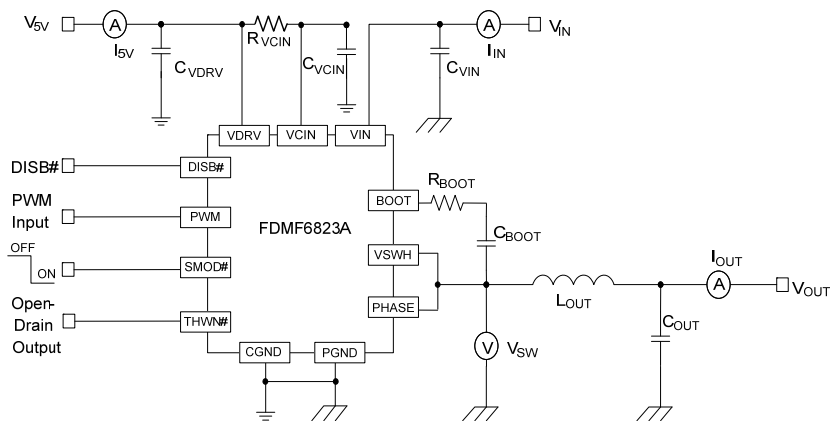 V5V
A
I5V
RVCIN
CVDRV
CVCIN
CVIN
A
IIN
VIN
VDRV
VCIN
VIN
DISB#
DISB#
PWM
Input
PWM
FDMF6823A
BOOT
RBOOT
CBOOT
OFF
ON
SMOD#
VSWH
IOUT
A
VOUT
LOUT
PHASE
Open-
Drain
Output
THWN#
COUT
V
VSW
CGND
PGND